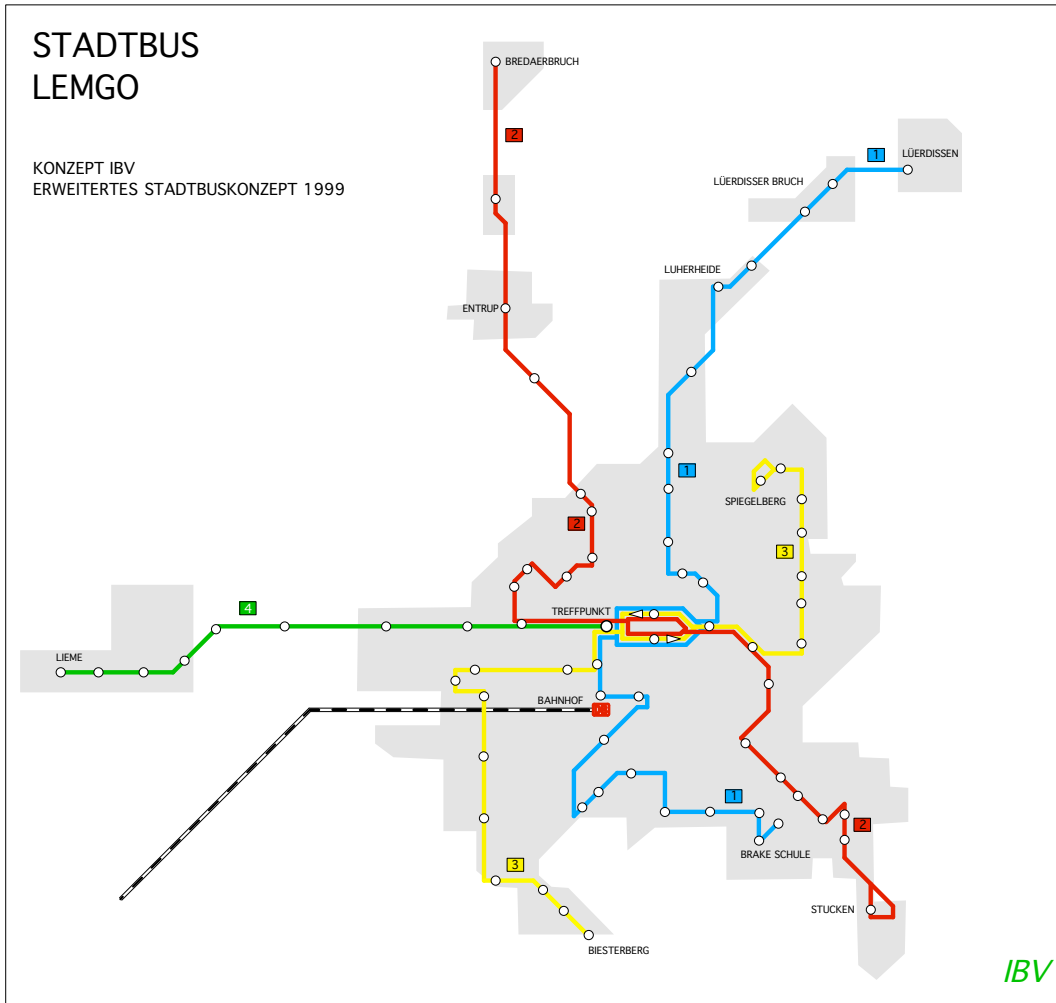 STADTBUS
LEMGO
KONZEPT IBV
ERWEITERTES STADTBUSKONZEPT 1999
BREDAERBRUCH
2
1
LÜERDISSEN
LÜERDISSER BRUCH
LUHERHEIDE
ENTRUP
1
SPIEGELBERG
2
3
4
TREFFPUNKT
LIEME
BAHNHOF
1
2
BRAKE SCHULE
3
STUCKEN
BIESTERBERG
IBV